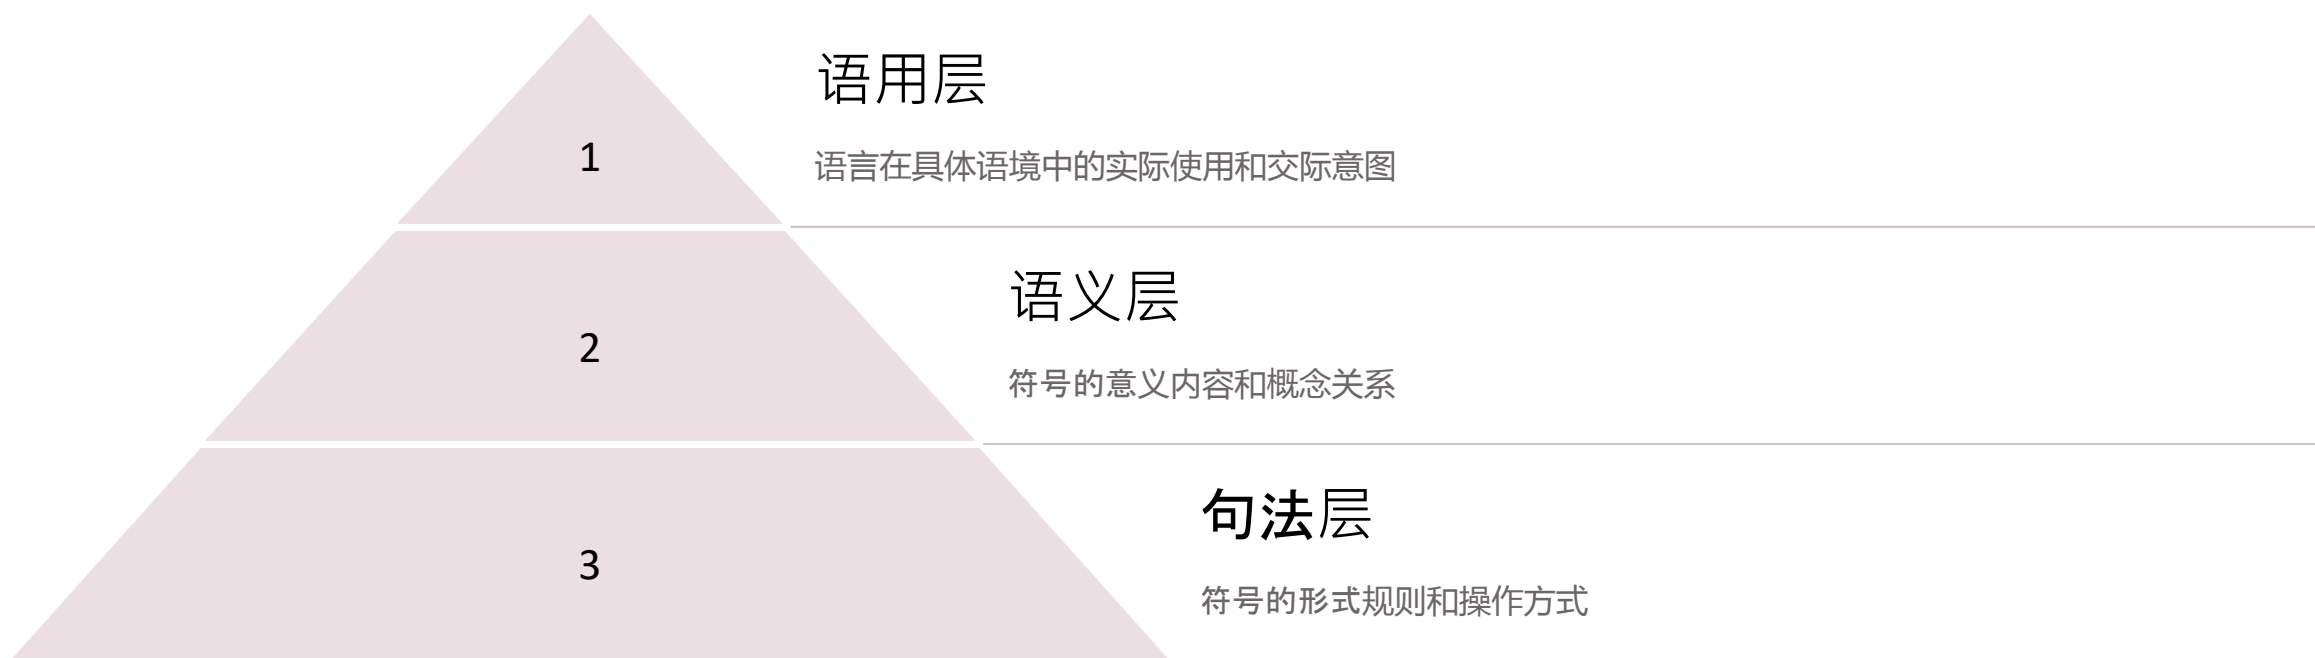 1
语用层
语言在具体语境中的实际使用和交际意图
2
语义层
符号的意义内容和概念关系
3
句法层
符号的形式规则和操作方式